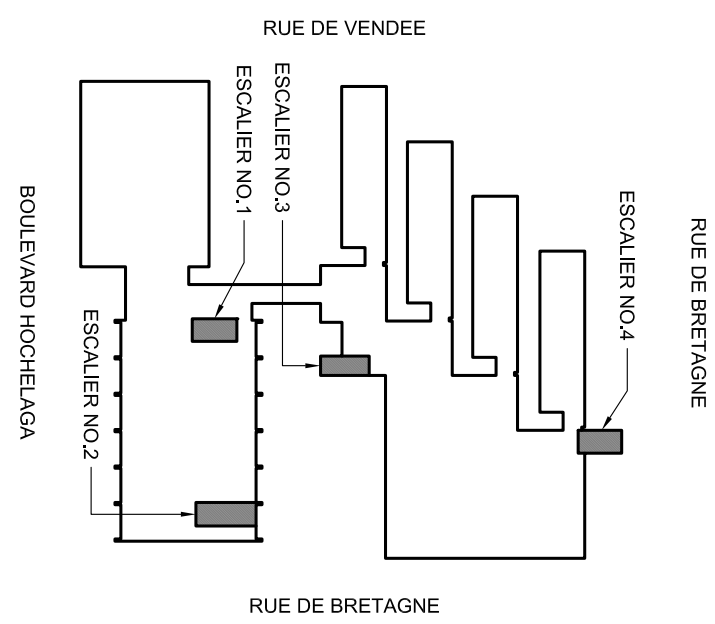 RUE DE VENDEE
ESCALIER NO.1
ESCALIER NO.3
BOULEVARD HOCHELAGA
ESCALIER NO.2
ESCALIER NO.4
RUE DE BRETAGNE
RUE DE BRETAGNE